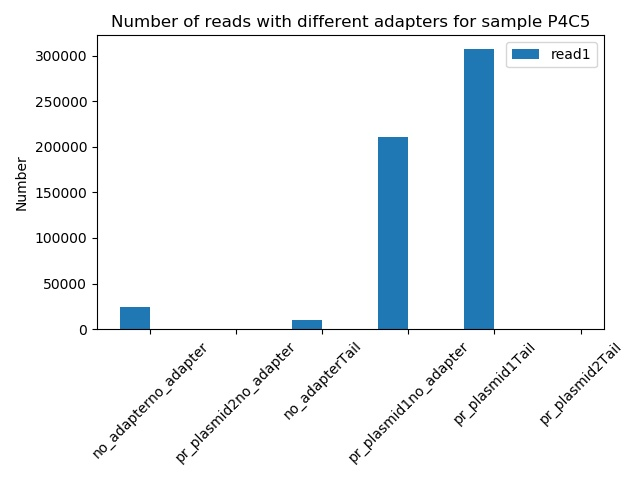 Number of reads with different adapters for sample P4C5
read1
Number
300000
250000
200000
150000
100000
50000
0
no_adapterno_adapter
pr_plasmid2no_adapter
no_adapterTail
pr_plasmid1no_adapter
pr_plasmid1Tail
pr_plasmid2Tail